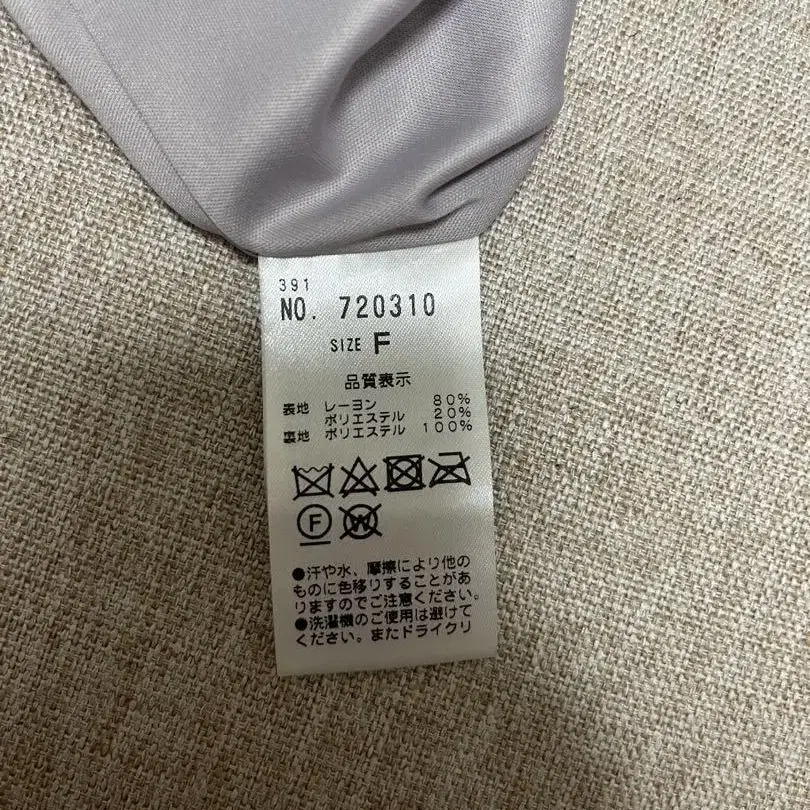 391
NO. 720310
SIZE F
品質表示
表地 レーヨン 80%
ポリエステル 20%
裏地 ポリエステル 100%
F W
●汗や水、摩擦により他の
ものに色移りすることがあ
りますのでご注意ください。
●洗濯機のご使用は避けて
ください。またドライクリ